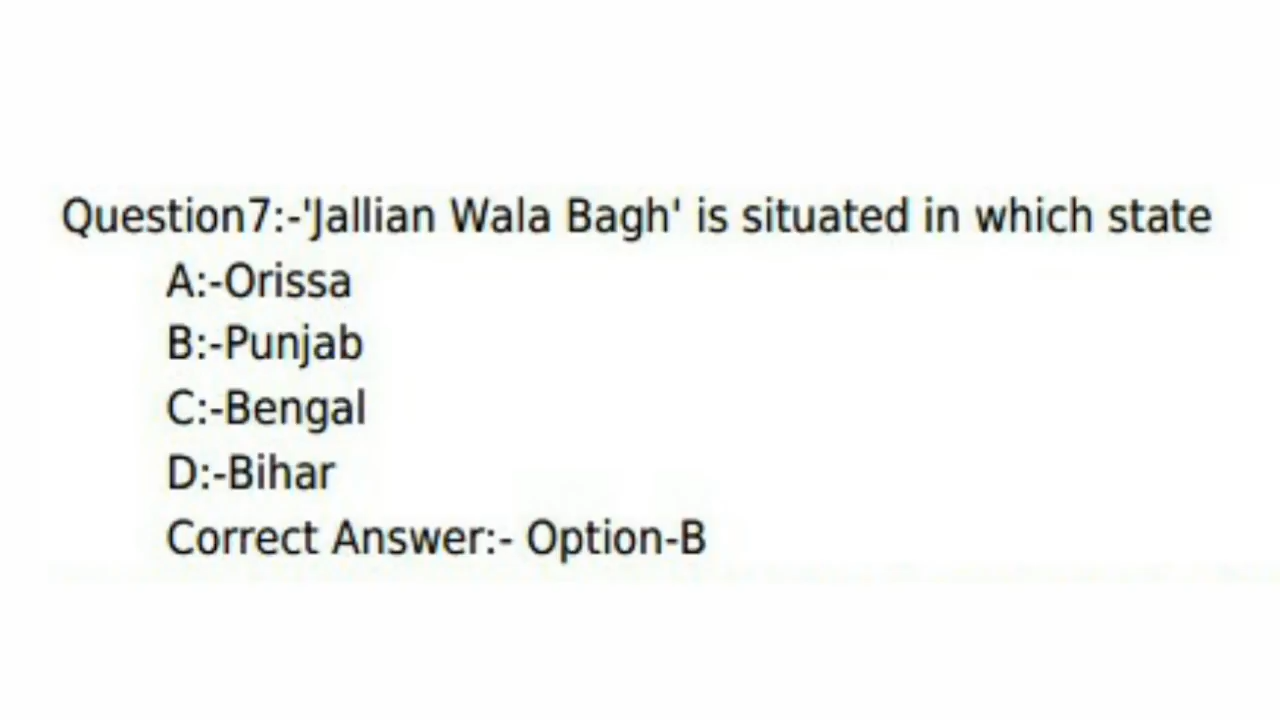 Question7:-'Jallian Wala Bagh' is situated in which state
A:-Orissa
B:-Punjab
C:-Bengal
D:-Bihar
Correct Answer:- Option-B